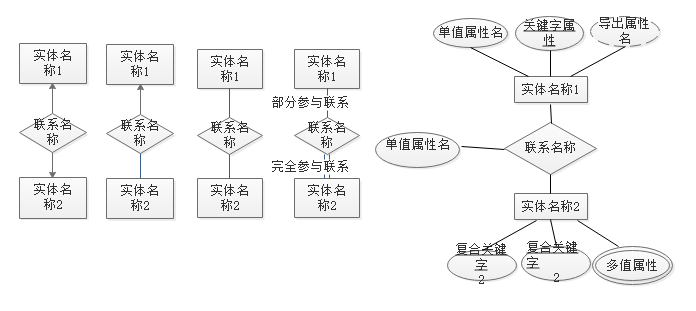 实体名
称1
联系名
称
实体名
称2
实体名
称1
联系名
称
实体名
称2
实体名
称1
联系名
称
实体名
称2
实体名
称1
部分参与联系
联系名
称
完全参与联系
实体名
称2
单值属性名
关键字属
性
导出属性
名
实体名称1
单值属性名
联系名称
实体名称2
复合关键
字
2
复合关键
字
2
多值属性